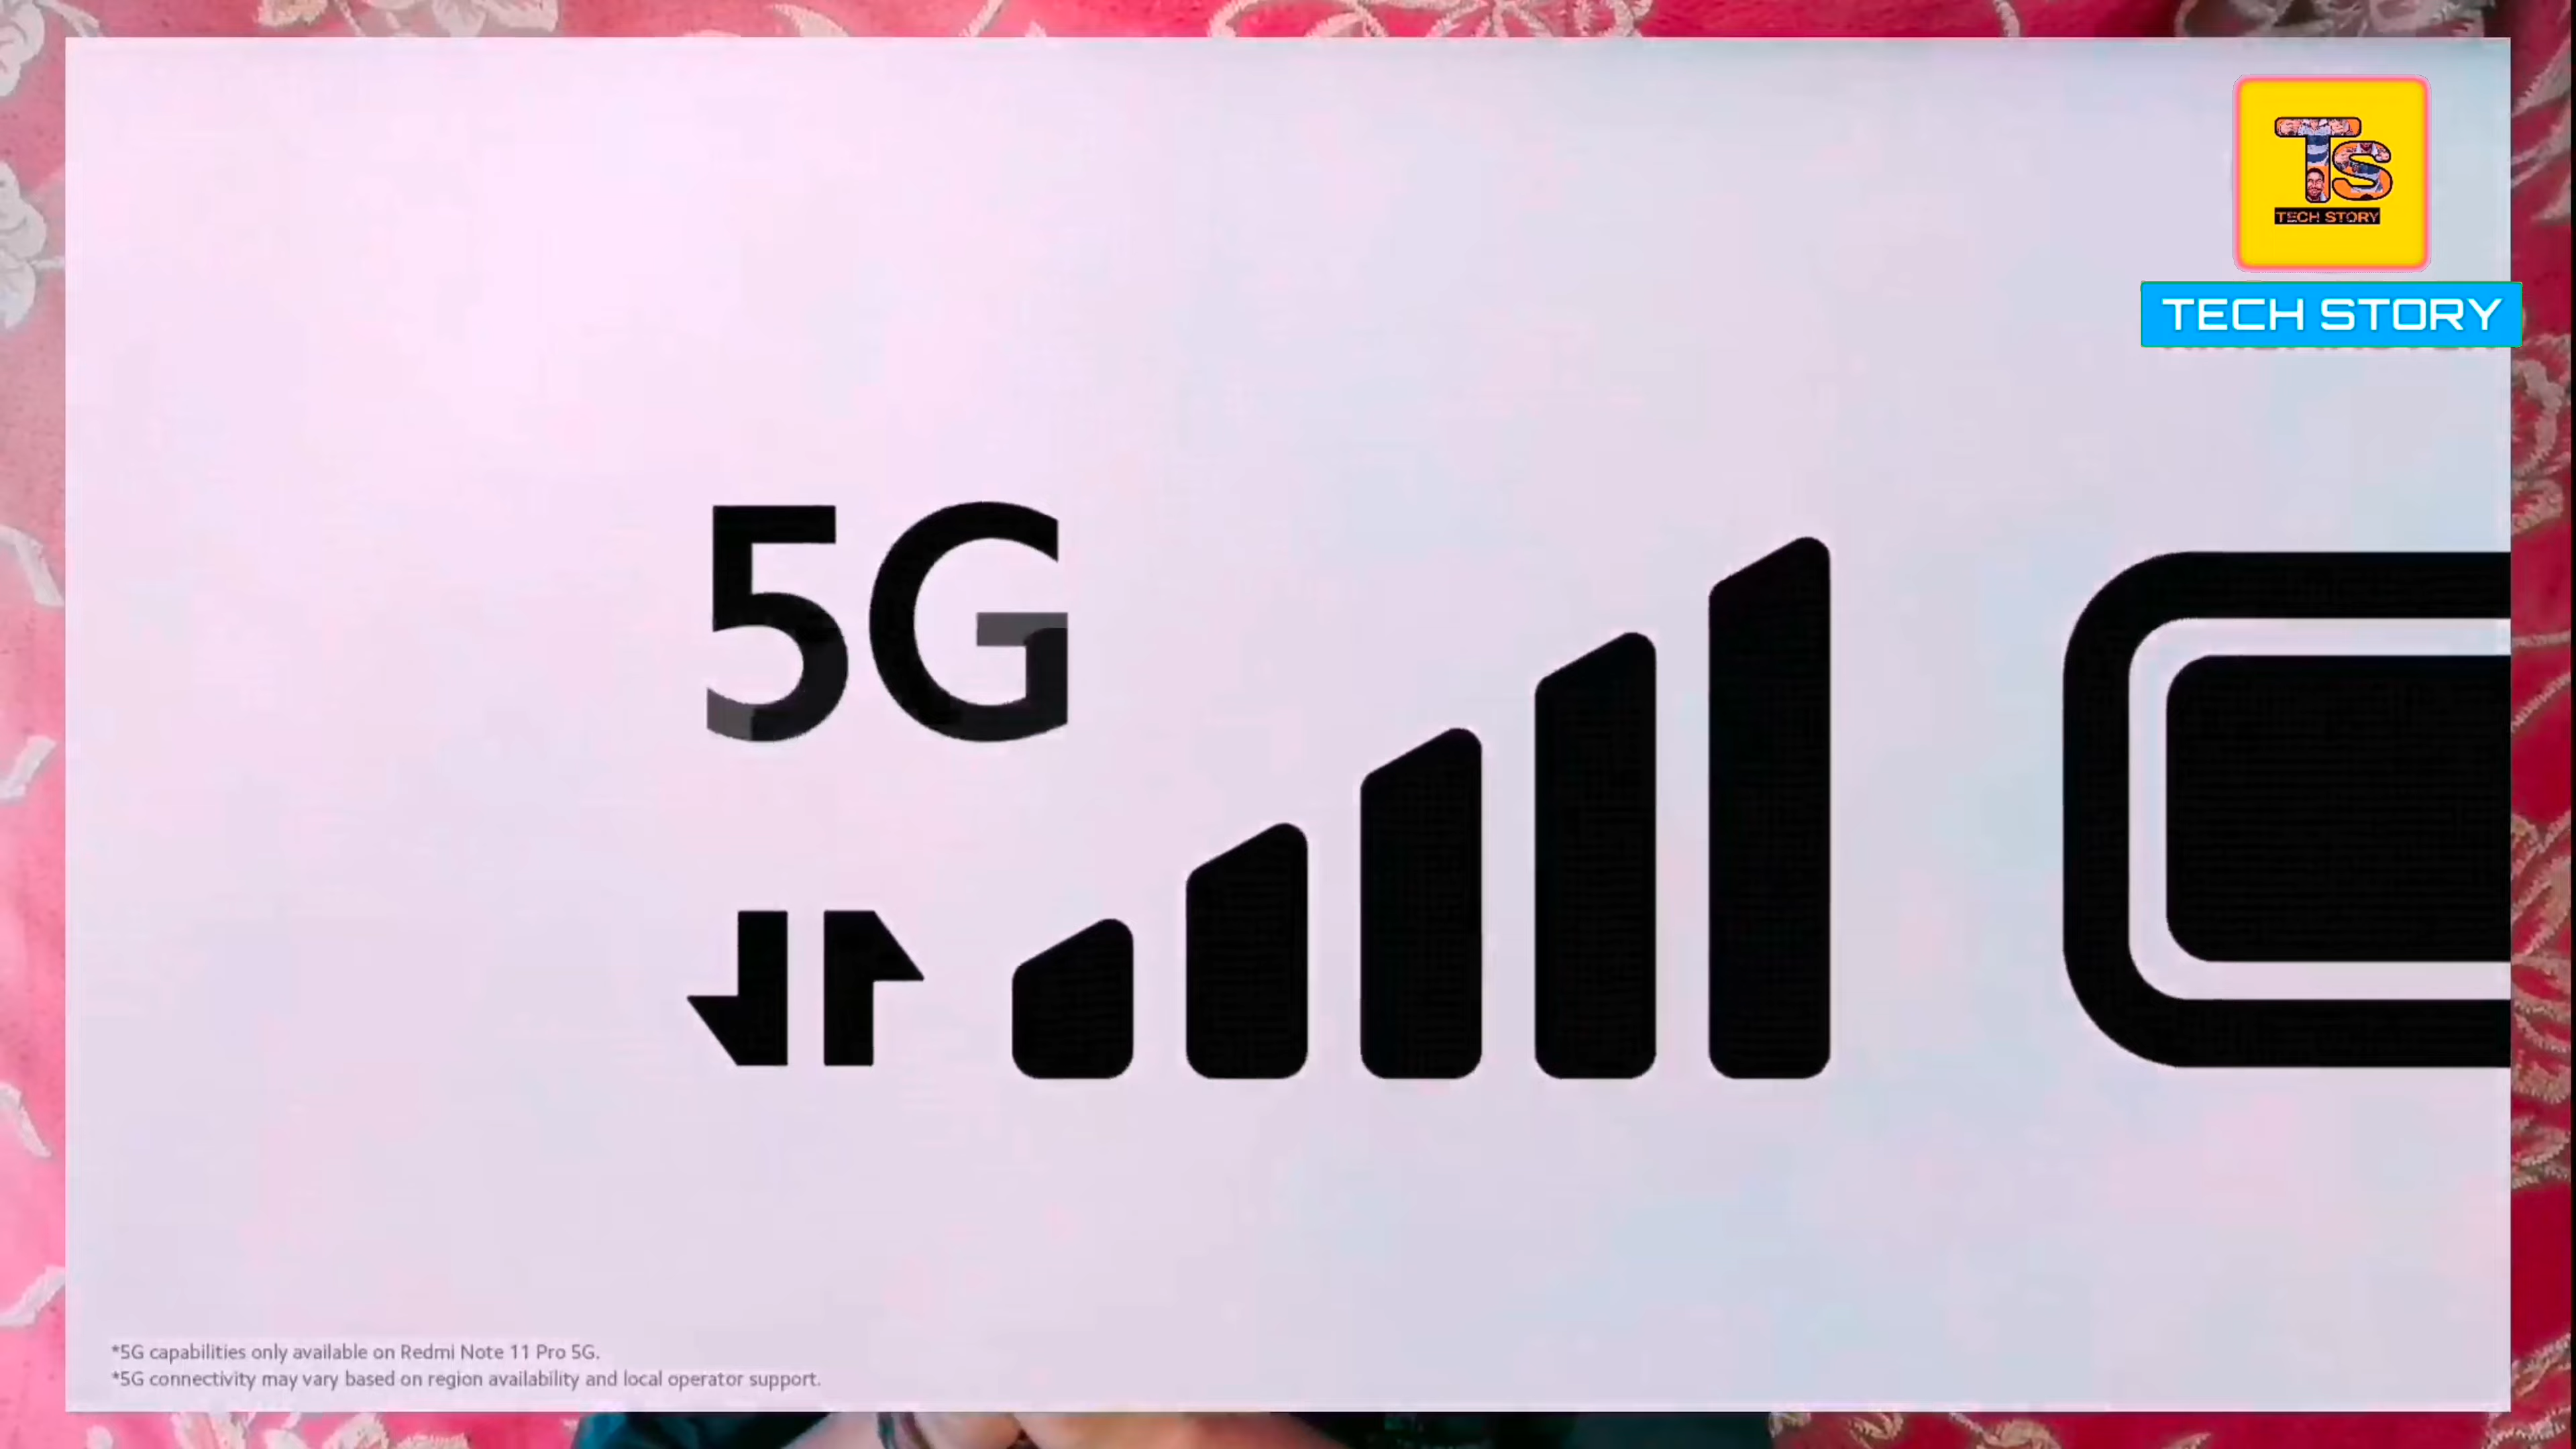 TS
TECH STORY
TECH STORY
5G
*5G capabilities only available on Redmi Note 11 Pro 5G.
*5G connectivity may vary based on region availability and local operator support.